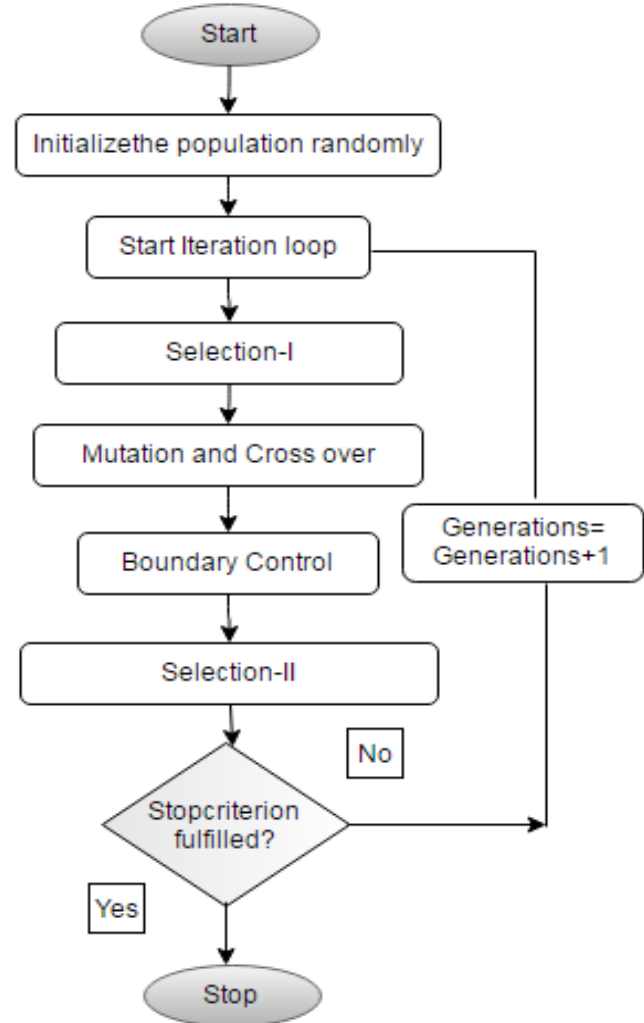 Start
Initializethe population randomly
Start Iteration loop
Selection-I
Mutation and Cross over
Generations=
Generations+1
Boundary Control
Selection-II
No
Stopcriterion
fulfilled?
Yes
Stop